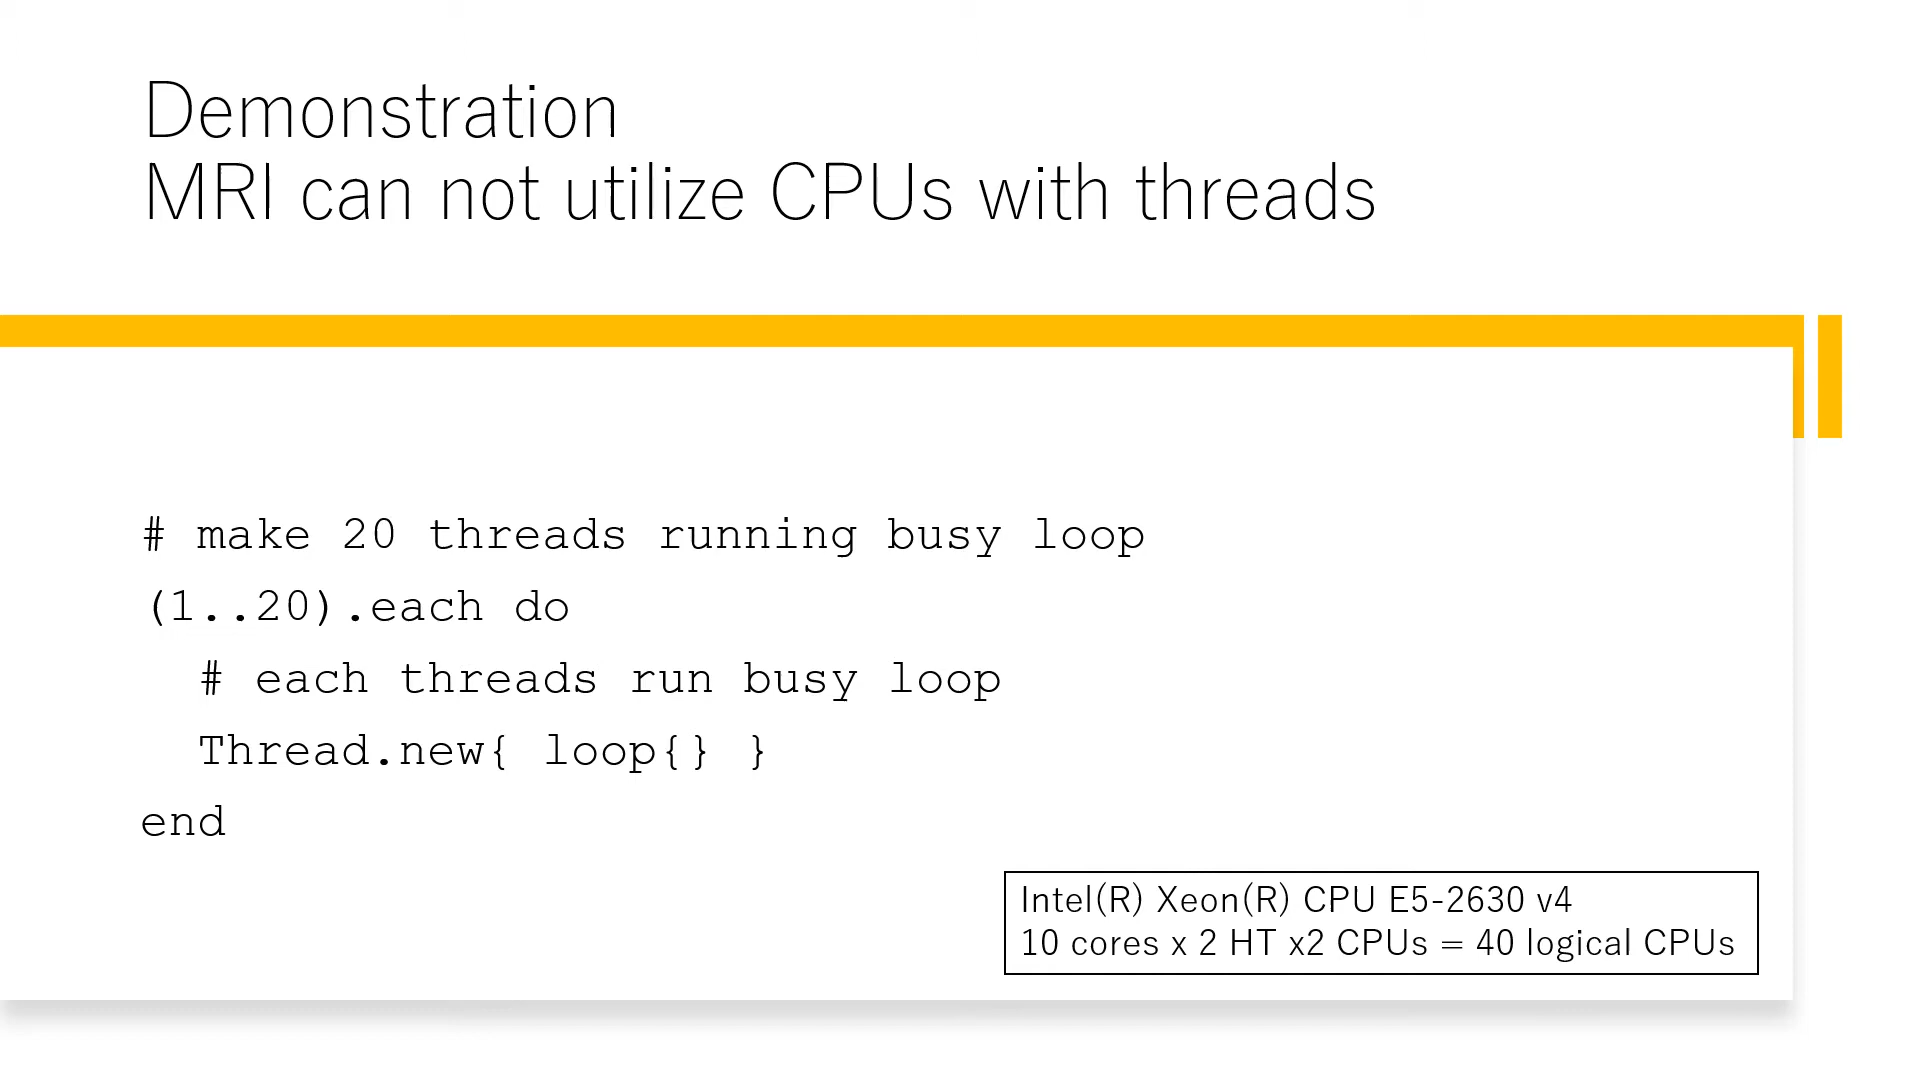 Demonstration
MRI can not utilize CPUs with threads
# make 20 threads running busy loop
(1..20).each do
  # each threads run busy loop
  Thread.new{ loop{} }
end
Intel(R) Xeon(R) CPU E5-2630 v4
10 cores x 2 HT x2 CPUs = 40 logical CPUs